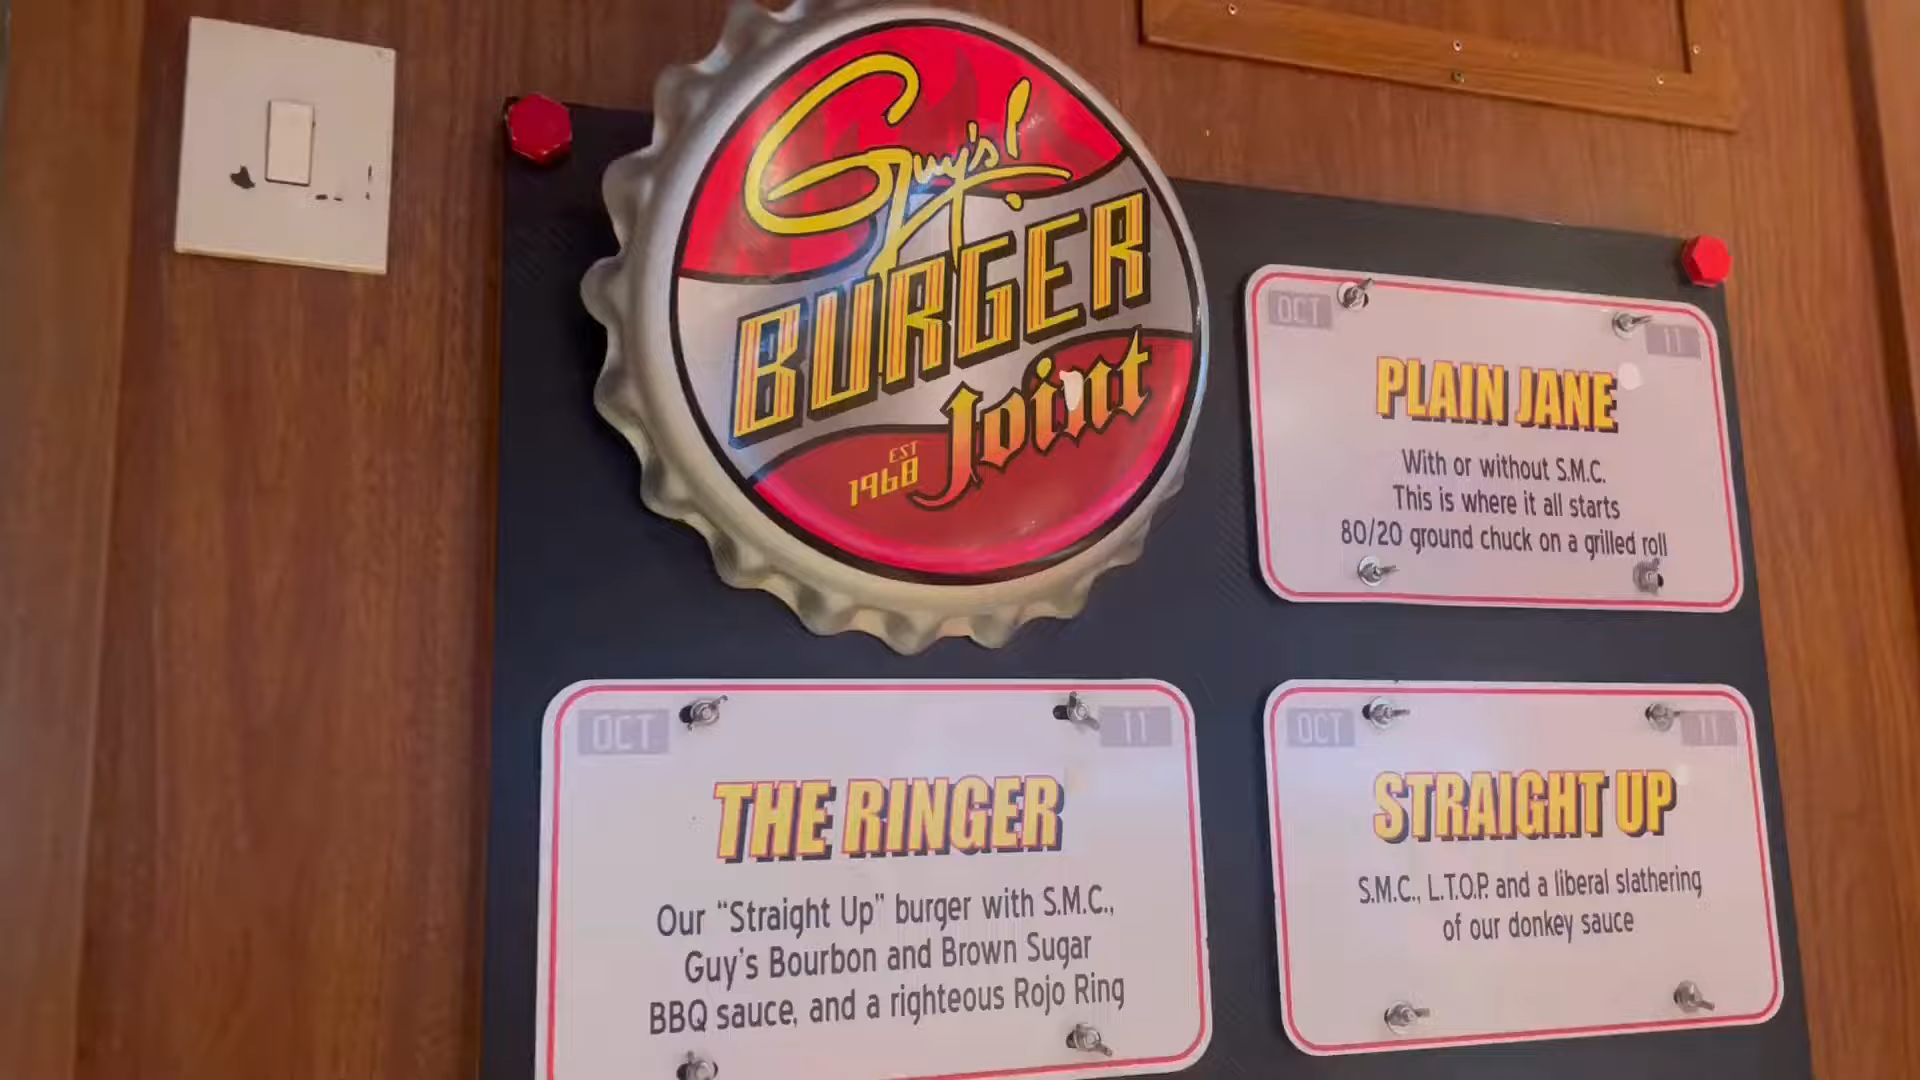 Guy's!
BURGER
Joint
EST
1968
OCT
11
PLAIN JANE
With or without S.M.C.
This is where it all starts
80/20 ground chuck on a grilled roll
OCT
11
THE RINGER
Our “Straight Up” burger with S.M.C.,
Guy's Bourbon and Brown Sugar
BBQ sauce, and a righteous Rojo Ring
OCT
11
STRAIGHT UP
S.M.C., L.T.O.P. and a liberal slathering
of our donkey sauce